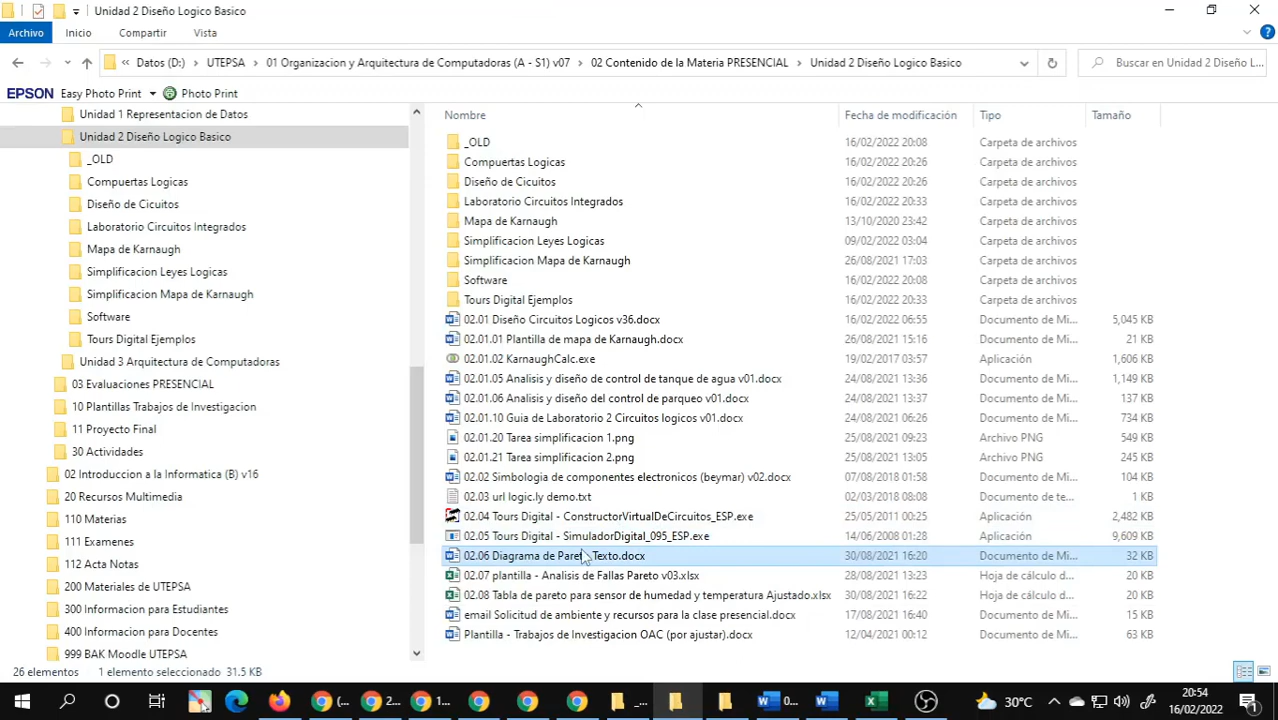 Unidad 2 Diseño Logico Basico
Archivo Inicio Compartir Vista
« Datos (D:) > UTEPSA > 01 Organizacion y Arquitectura de Computadoras (A - S1) v07 > 02 Contenido de la Materia PRESENCIAL > Unidad 2 Diseño Logico Basico
Buscar en Unidad 2 Diseño L...
EPSON Easy Photo Print Photo Print
Unidad 1 Representacion de Datos
Unidad 2 Diseño Logico Basico
_OLD
Compuertas Logicas
Diseño de Cicuitos
Laboratorio Circuitos Integrados
Mapa de Karnaugh
Simplificacion Leyes Logicas
Simplificacion Mapa de Karnaugh
Software
Tours Digital Ejemplos
Unidad 3 Arquitectura de Computadoras
03 Evaluaciones PRESENCIAL
10 Plantillas Trabajos de Investigacion
11 Proyecto Final
30 Actividades
02 Introduccion a la Informatica (B) v16
20 Recursos Multimedia
110 Materias
111 Examenes
112 Acta Notas
200 Materiales de UTEPSA
300 Informacion para Estudiantes
400 Informacion para Docentes
999 BAK Moodle UTEPSA
Nombre Fecha de modificación Tipo Tamaño
_OLD 16/02/2022 20:08 Carpeta de archivos
Compuertas Logicas 16/02/2022 20:26 Carpeta de archivos
Diseño de Cicuitos 16/02/2022 20:26 Carpeta de archivos
Laboratorio Circuitos Integrados 16/02/2022 20:33 Carpeta de archivos
Mapa de Karnaugh 13/10/2020 23:42 Carpeta de archivos
Simplificacion Leyes Logicas 09/02/2022 03:04 Carpeta de archivos
Simplificacion Mapa de Karnaugh 26/08/2021 17:03 Carpeta de archivos
Software 16/02/2022 20:08 Carpeta de archivos
Tours Digital Ejemplos 16/02/2022 20:33 Carpeta de archivos
02.01 Diseño Circuitos Logicos v36.docx 16/02/2022 06:55 Documento de Mi... 5,045 KB
02.01.01 Plantilla de mapa de Karnaugh.docx 26/08/2021 15:16 Documento de Mi... 21 KB
02.01.02 KarnaughCalc.exe 19/02/2017 03:57 Aplicación 1,606 KB
02.01.05 Analisis y diseño de control de tanque de agua v01.docx 24/08/2021 13:36 Documento de Mi... 1,149 KB
02.01.06 Analisis y diseño del control de parqueo v01.docx 24/08/2021 13:37 Documento de Mi... 137 KB
02.01.10 Guia de Laboratorio 2 Circuitos logicos v01.docx 24/08/2021 06:26 Documento de Mi... 734 KB
02.01.20 Tarea simplificacion 1.png 25/08/2021 09:23 Archivo PNG 549 KB
02.01.21 Tarea simplificacion 2.png 25/08/2021 13:05 Archivo PNG 245 KB
02.02 Simbologia de componentes electronicos (beymar) v02.docx 07/08/2018 01:58 Documento de Mi... 104 KB
02.03 url logic.ly demo.txt 02/03/2018 08:08 Documento de te... 1 KB
02.04 Tours Digital - ConstructorVirtualDeCircuitos_ESP.exe 25/05/2011 00:25 Aplicación 2,482 KB
02.05 Tours Digital - SimuladorDigital_095_ESP.exe 14/06/2008 01:28 Aplicación 9,609 KB
02.06 Diagrama de Pareto Texto.docx 30/08/2021 16:20 Documento de Mi... 32 KB
02.07 plantilla - Analisis de Fallas Pareto v03.xlsx 28/08/2021 13:23 Hoja de cálculo d... 20 KB
02.08 Tabla de pareto para sensor de humedad y temperatura Ajustado.xlsx 30/08/2021 16:22 Hoja de cálculo d... 20 KB
email Solicitud de ambiente y recursos para la clase presencial.docx 17/08/2021 16:40 Documento de Mi... 15 KB
Plantilla - Trabajos de Investigacion OAC (por ajustar).docx 12/04/2021 00:12 Documento de Mi... 63 KB
26 elementos 1 elemento seleccionado 31.5 KB
(... 2... 1... _... 0... 30°C 20:54
16/02/2022 1